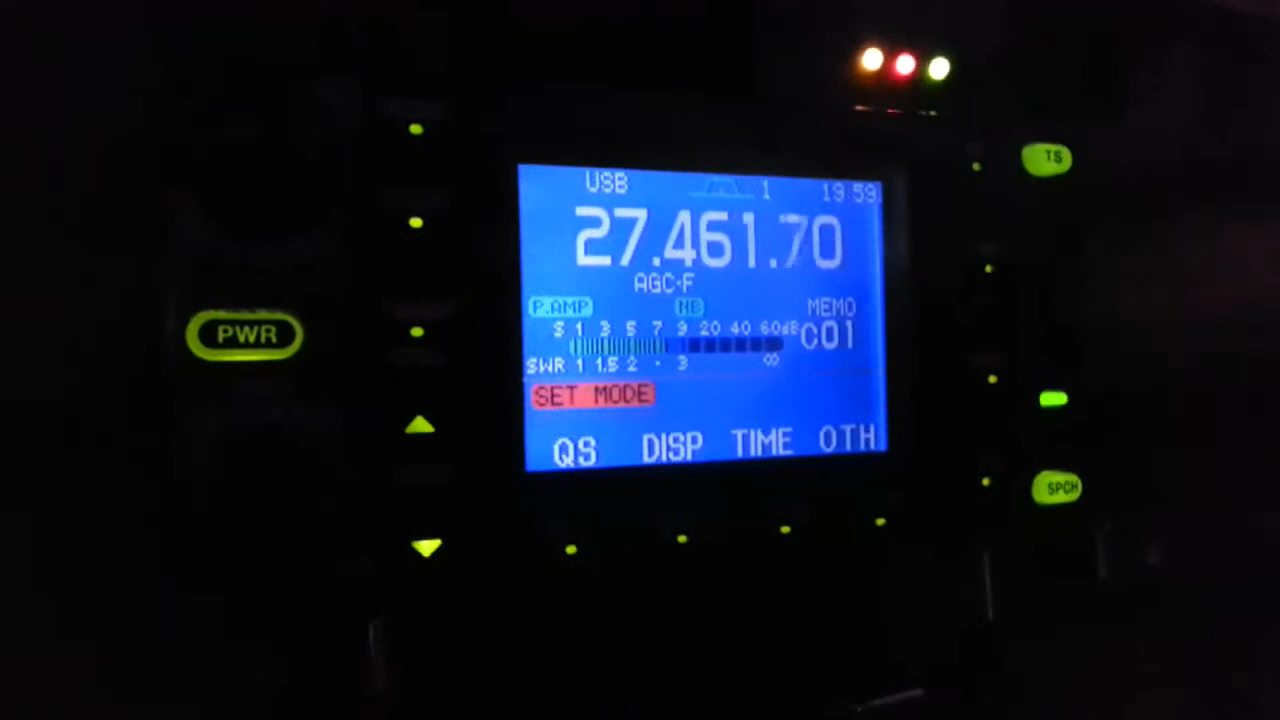 USB 1 19:59
27.461.70
AGC-F
P.AMP NB MEMO
S 1 3 5 7 9 20 40 60dB c01
SWR 1 1.5 2 · 3 ∞
SET MODE
QS DISP TIME OTH
PWR
TS
SPCH